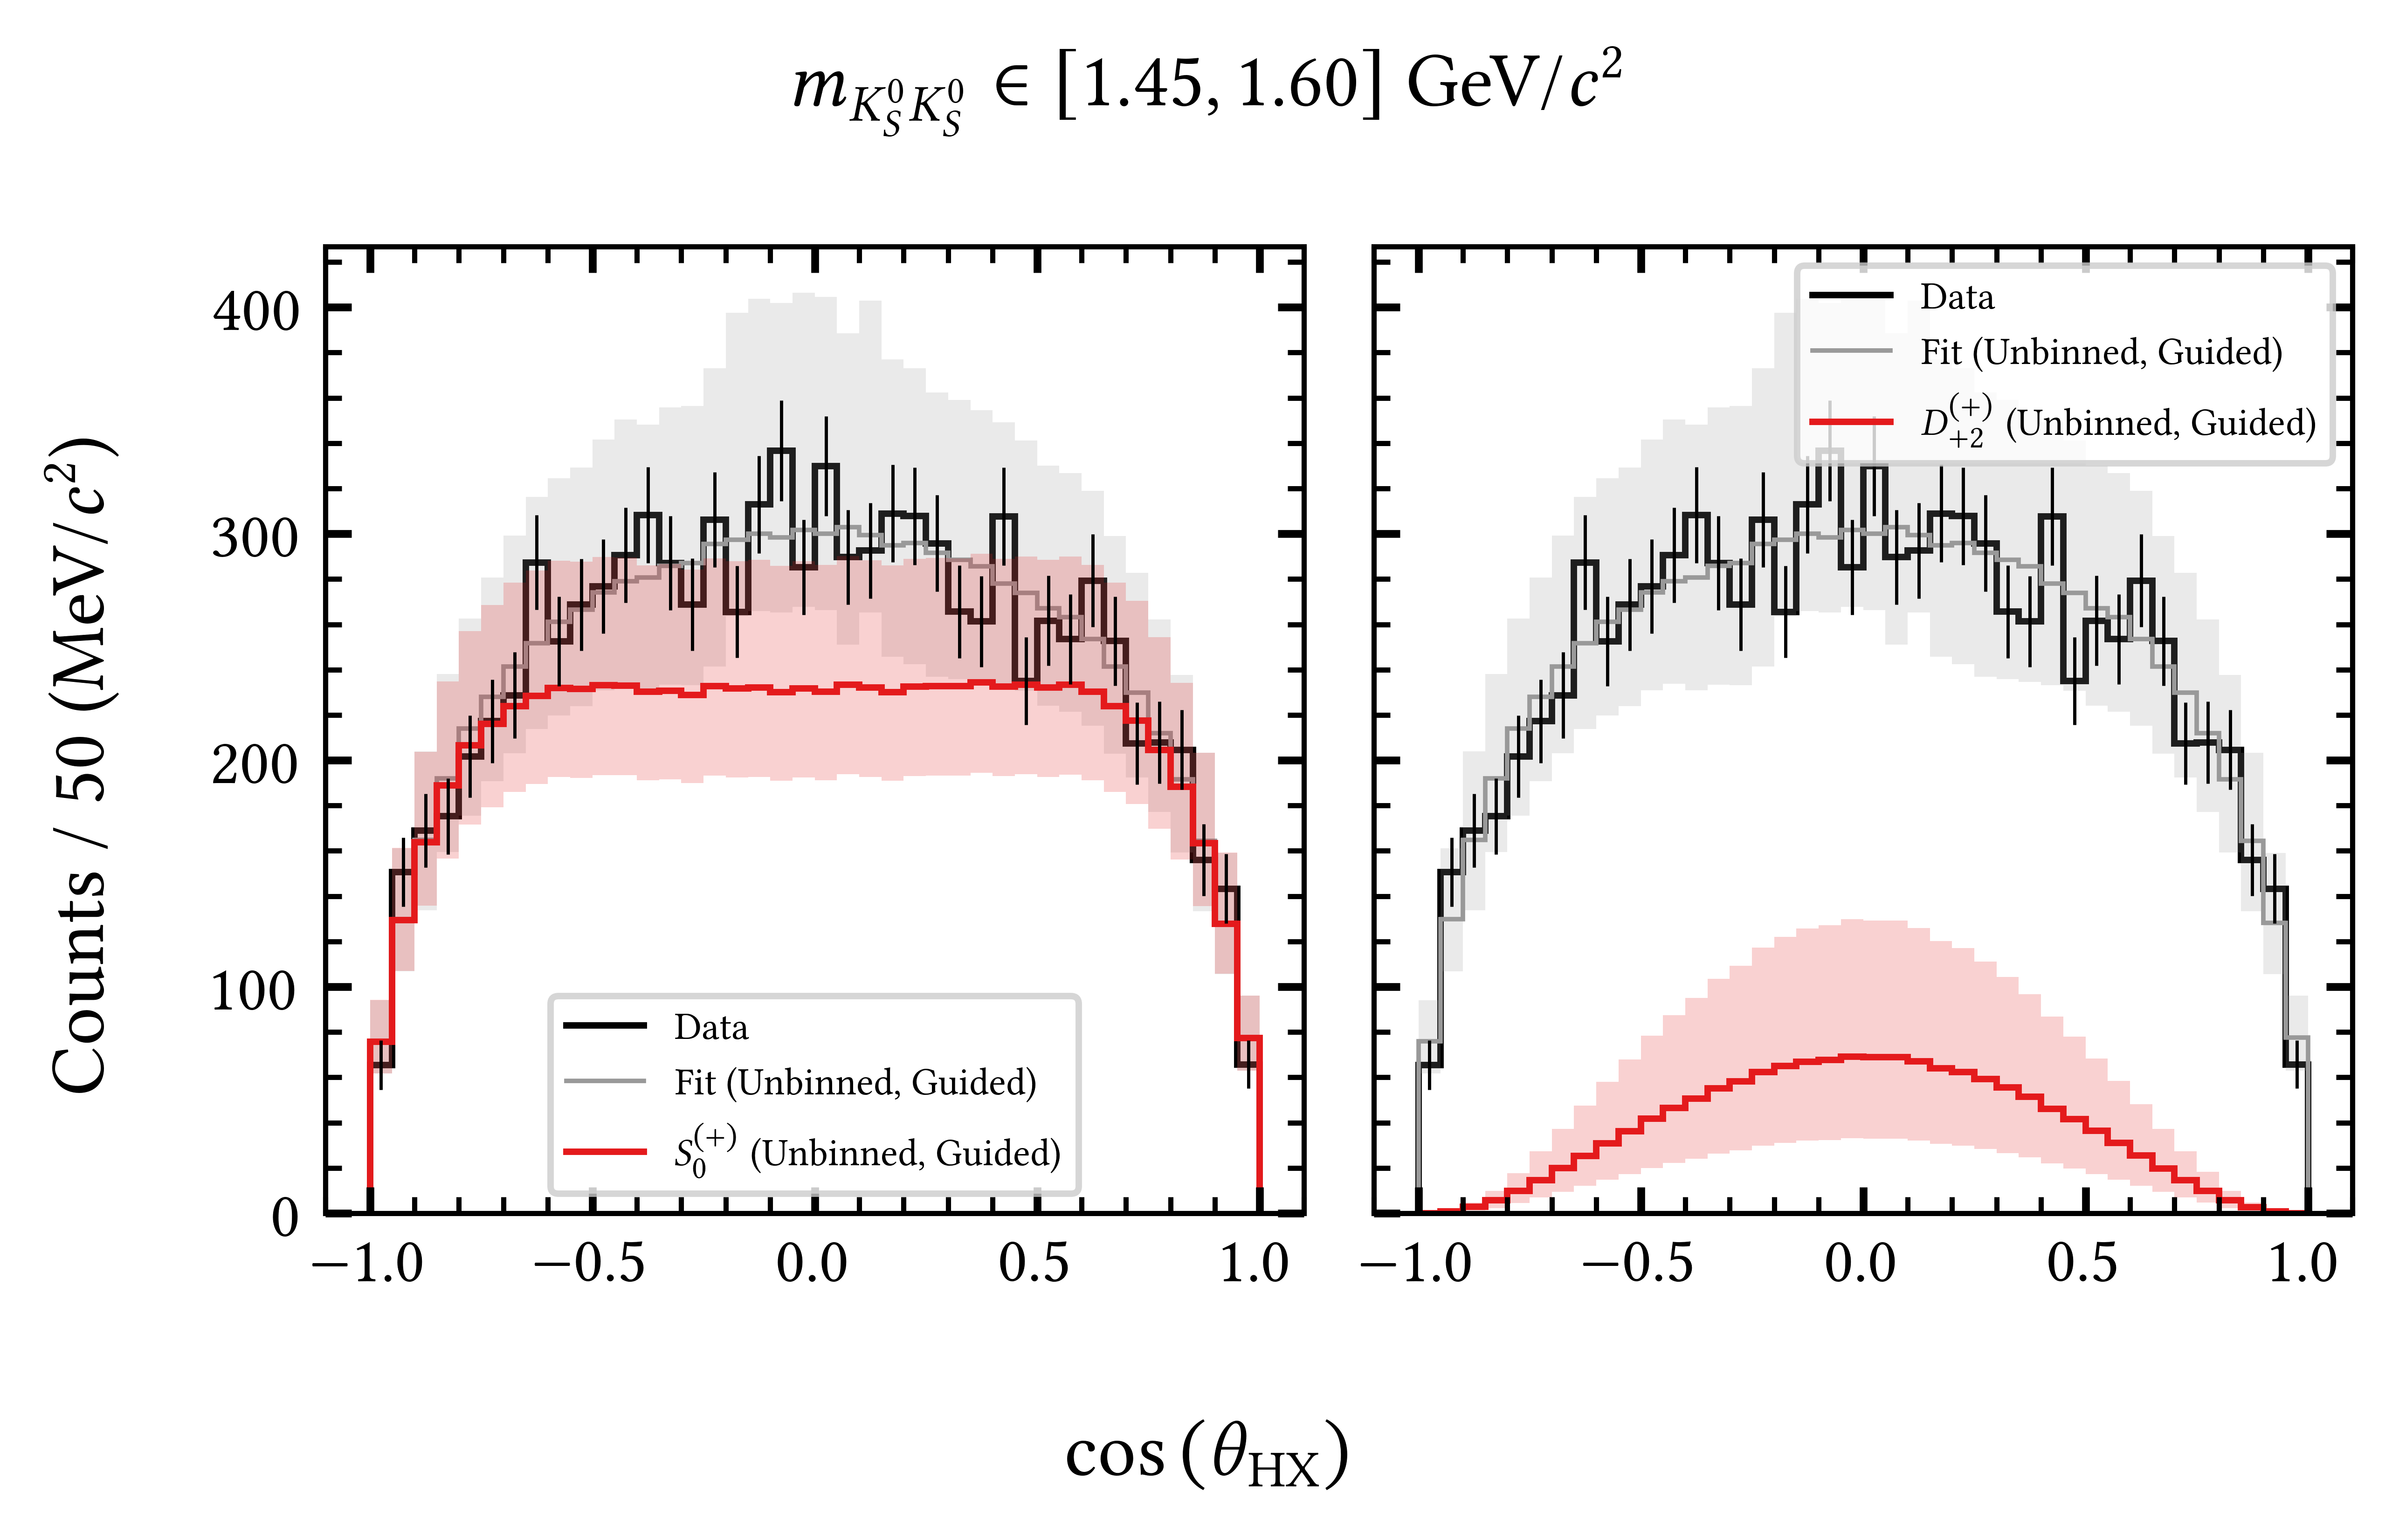 m_{K_S^0 K_S^0} ∈ [1.45, 1.60] GeV/c²
Counts / 50 (MeV/c²)
400
300
200
100
0
Data
Fit (Unbinned, Guided)
S_0^{(+)} (Unbinned, Guided)
Data
Fit (Unbinned, Guided)
D_{+2}^{(+)} (Unbinned, Guided)
−1.0 −0.5 0.0 0.5 1.0
−1.0 −0.5 0.0 0.5 1.0
cos (θ_{HX})